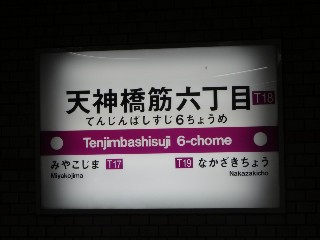 天神橋筋六丁目 T18
てんじんばしすじ6ちょうめ
Tenjimbashisuji 6-chome
みやこじま T17 T19 なかざきちょう
Miyakojima Nakazakicho